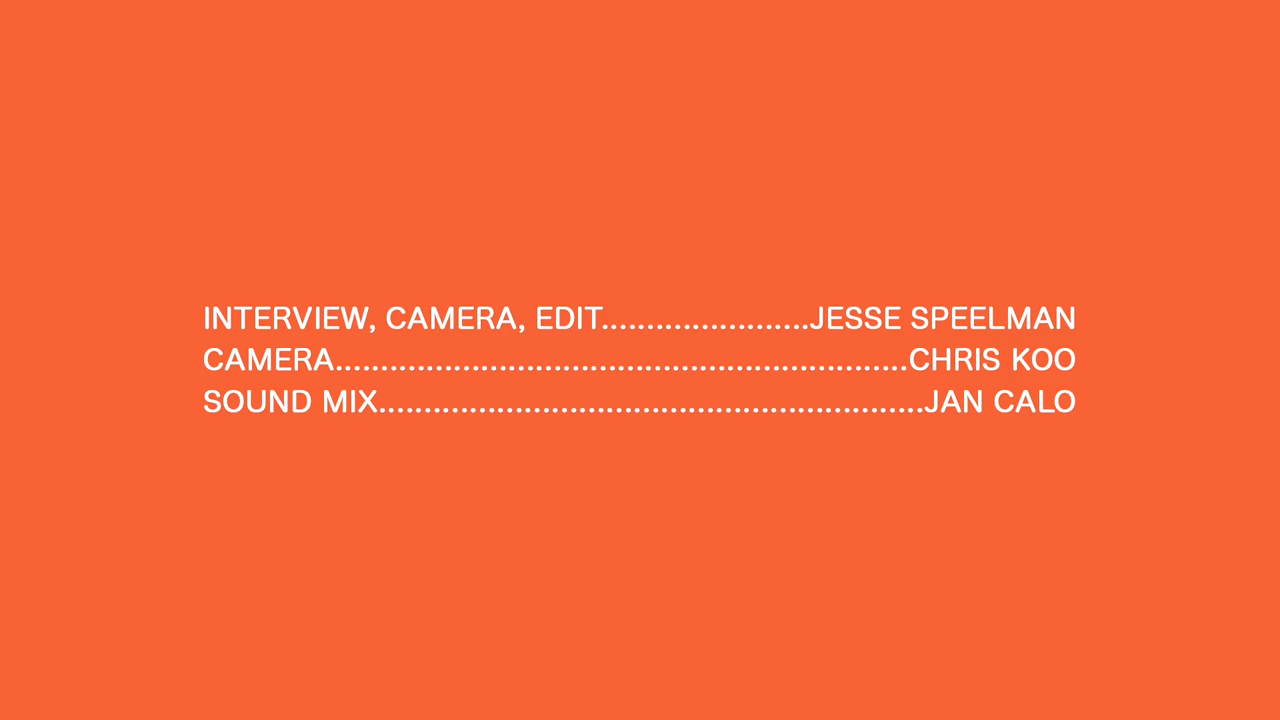 INTERVIEW, CAMERA, EDIT.......................JESSE SPEELMAN
CAMERA...............................................................CHRIS KOO
SOUND MIX............................................................JAN CALO